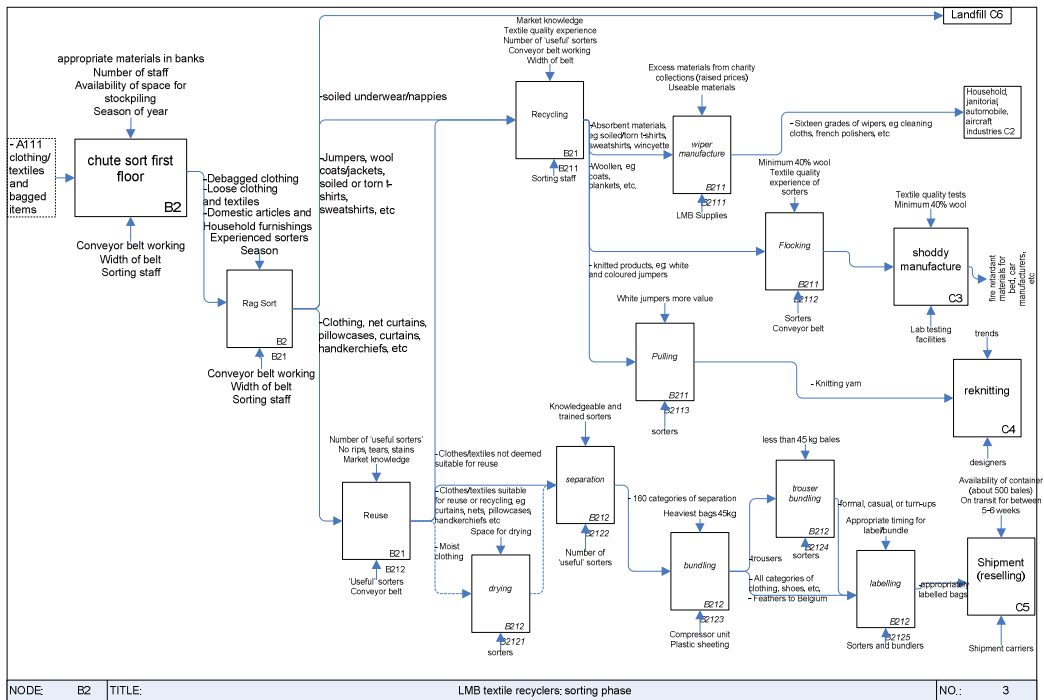 Landfill C6
Market knowledge
Textile quality experience
Number of 'useful' sorters
Conveyor belt working
Width of belt
appropriate materials in banks
Number of staff
Availability of space for
stockpiling
Season of year
- A111
clothing/
textiles
and
bagged
items
chute sort first
floor
B2
Conveyor belt working
Width of belt
Sorting staff
-Debagged clothing
-Loose clothing
and textiles
-Domestic articles and
Household furnishings
Experienced sorters
Season
Rag Sort
B2
B21
Conveyor belt working
Width of belt
Sorting staff
-soiled underwear/nappies
-Jumpers, wool
coats/jackets,
soiled or torn t-
shirts,
sweatshirts, etc
-Clothing, net curtains,
pillowcases, curtains,
handkerchiefs, etc
Recycling
B21
B211
Sorting staff
-Absorbent materials,
eg soiled/torn t-shirts,
sweatshirts, wincyette
-Woollen, eg
coats,
blankets, etc.
- knitted products, eg: white
and coloured jumpers
Excess materials from charity
collections (raised prices)
Useable materials
wiper
manufacture
B211
B2111
LMB Supplies
- Sixteen grades of wipers, eg cleaning
cloths, french polishers, etc
Household,
janitorial,
automobile,
aircraft
industries C2
Minimum 40% wool
Textile quality
experience of
sorters
Flocking
B211
B2112
Sorters
Conveyor belt
Textile quality tests
Minimum 40% wool
shoddy
manufacture
C3
Lab testing
facilities
fire retardant
materials for
bed, car
manufacturers,
etc
White jumpers more value
Pulling
B211
B2113
sorters
- Knitting yarn
trends
reknitting
C4
designers
Number of 'useful sorters'
No rips, tears, stains
Market knowledge
Reuse
B21
B212
'Useful' sorters
Conveyor belt
-Clothes/textiles not deemed
suitable for reuse
-Clothes/textiles suitable
for reuse or recycling, eg
curtains, nets, pillowcases,
handkerchiefs etc
- Moist
clothing
Space for drying
drying
B212
B2121
sorters
Knowledgeable and
trained sorters
separation
B212
B2122
Number of
'useful' sorters
- 160 categories of separation
Heaviest bags 45kg
bundling
B212
B2123
Compressor unit
Plastic sheeting
-trousers
- All categories of
clothing, shoes, etc,
- Feathers to Belgium
less than 45 kg bales
trouser
bundling
B212
B2124
sorters
-formal, casual, or turn-ups
Appropriate timing for
label/bundle
labelling
B212
B2125
Sorters and bundlers
-appropriately
labelled bags
Availability of container
(about 500 bales)
On transit for between
5-6 weeks
Shipment
(reselling)
C5
Shipment carriers
NODE: B2 TITLE: LMB textile recyclers: sorting phase NO.: 3